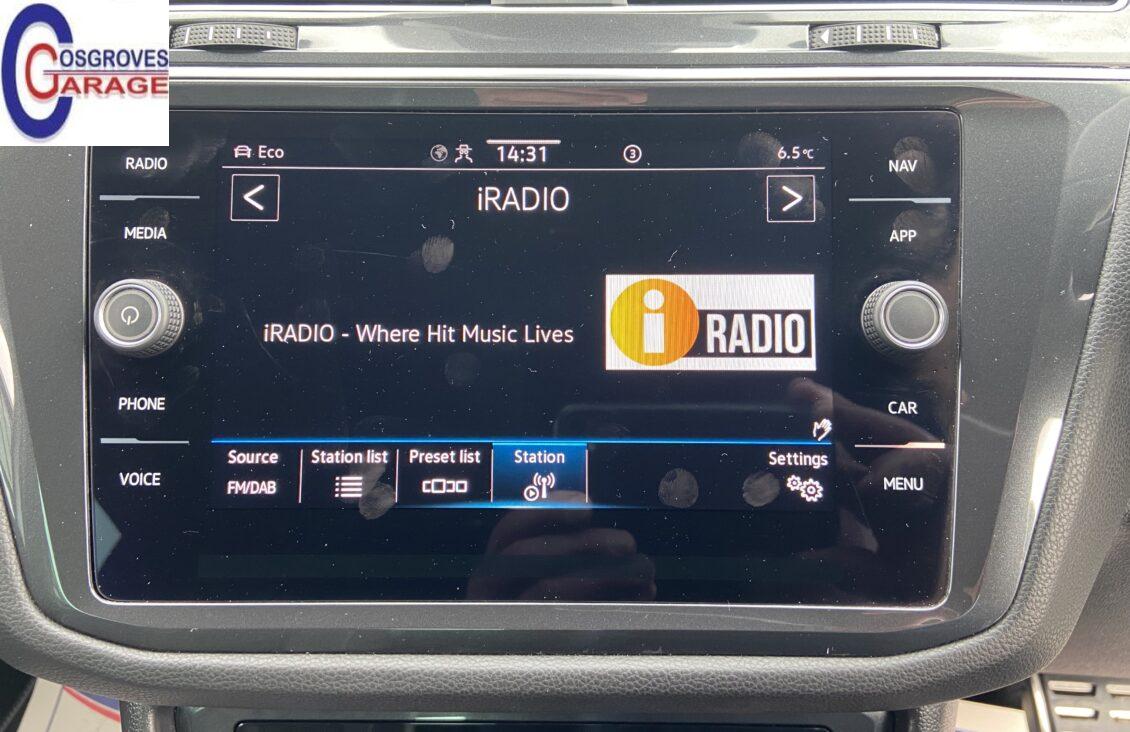 COSGROVES
GARAGE
RADIO
MEDIA
PHONE
VOICE
Eco
14:31
3
6.5°C
<
iRADIO
>
iRADIO - Where Hit Music Lives
i RADIO
Source
FM/DAB
Station list
Preset list
Station
Settings
NAV
APP
CAR
MENU